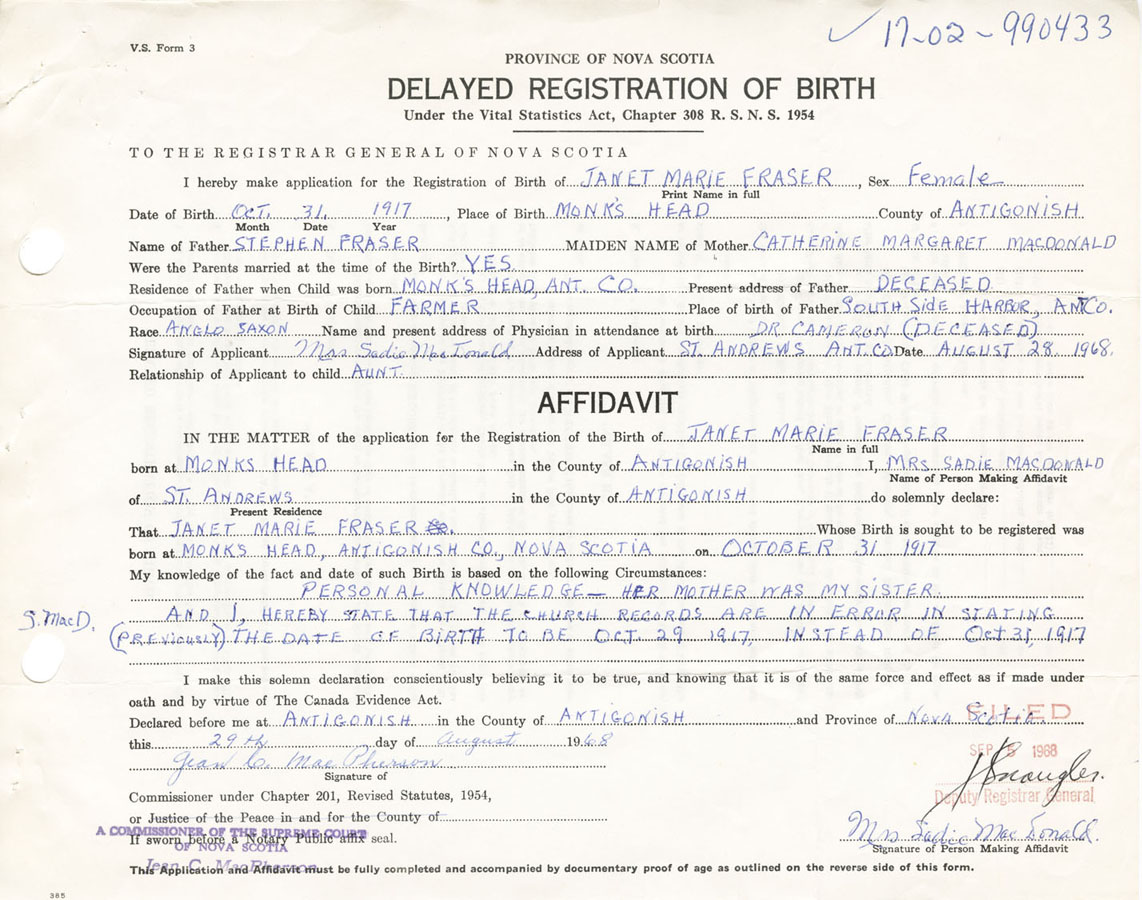 ✓ 17-02-990433
V.S. Form 3
PROVINCE OF NOVA SCOTIA
DELAYED REGISTRATION OF BIRTH
Under the Vital Statistics Act, Chapter 308 R. S. N. S. 1954
TO THE REGISTRAR GENERAL OF NOVA SCOTIA
I hereby make application for the Registration of Birth of JANET MARIE FRASER, Sex Female
Print Name in full
Date of Birth OCT. 31, 1917, Place of Birth MONK'S HEAD County of ANTIGONISH
Month Date Year
Name of Father STEPHEN FRASER MAIDEN NAME of Mother CATHERINE MARGARET MACDONALD
Were the Parents married at the time of the Birth? YES.
Residence of Father when Child was born MONK'S HEAD, ANT. CO. Present address of Father DECEASED
Occupation of Father at Birth of Child FARMER Place of birth of Father SOUTH SIDE HARBOR, ANT CO.
Race ANGLO SAXON Name and present address of Physician in attendance at birth DR CAMERON (DECEASED)
Signature of Applicant Mrs Sadie MacDonald Address of Applicant ST. ANDREWS ANT. CO Date AUGUST 28, 1968.
Relationship of Applicant to child AUNT.
AFFIDAVIT
IN THE MATTER of the application for the Registration of the Birth of JANET MARIE FRASER
Name in full
born at MONKS HEAD in the County of ANTIGONISH I, MRS SADIE MACDONALD
Name of Person Making Affidavit
of ST. ANDREWS in the County of ANTIGONISH do solemnly declare:
Present Residence
That JANET MARIE FRASER Whose Birth is sought to be registered was
born at MONK'S HEAD, ANTIGONISH CO., NOVA SCOTIA on OCTOBER 31 1917
My knowledge of the fact and date of such Birth is based on the following Circumstances:
PERSONAL KNOWLEDGE — HER MOTHER WAS MY SISTER.
AND I, HEREBY STATE THAT THE CHURCH RECORDS ARE IN ERROR IN STATING
S. MacD. (PREVIOUSLY) THE DATE OF BIRTH TO BE OCT. 29 1917, INSTEAD OF Oct 31, 1917
I make this solemn declaration conscientiously believing it to be true, and knowing that it is of the same force and effect as if made under
oath and by virtue of The Canada Evidence Act.
Declared before me at ANTIGONISH in the County of ANTIGONISH and Province of NOVA SCOTIA
FILED
this 29th day of August 1968
SEP 5 1968
Jean C. MacPherson
Signature of
Deputy Registrar General
Commissioner under Chapter 201, Revised Statutes, 1954,
or Justice of the Peace in and for the County of
A COMMISSIONER OF THE SUPREME COURT
If sworn before a Notary Public affix seal.
OF NOVA SCOTIA
Mrs Sadie MacDonald.
Signature of Person Making Affidavit
Jean C. MacPherson
This Application and Affidavit must be fully completed and accompanied by documentary proof of age as outlined on the reverse side of this form.
385